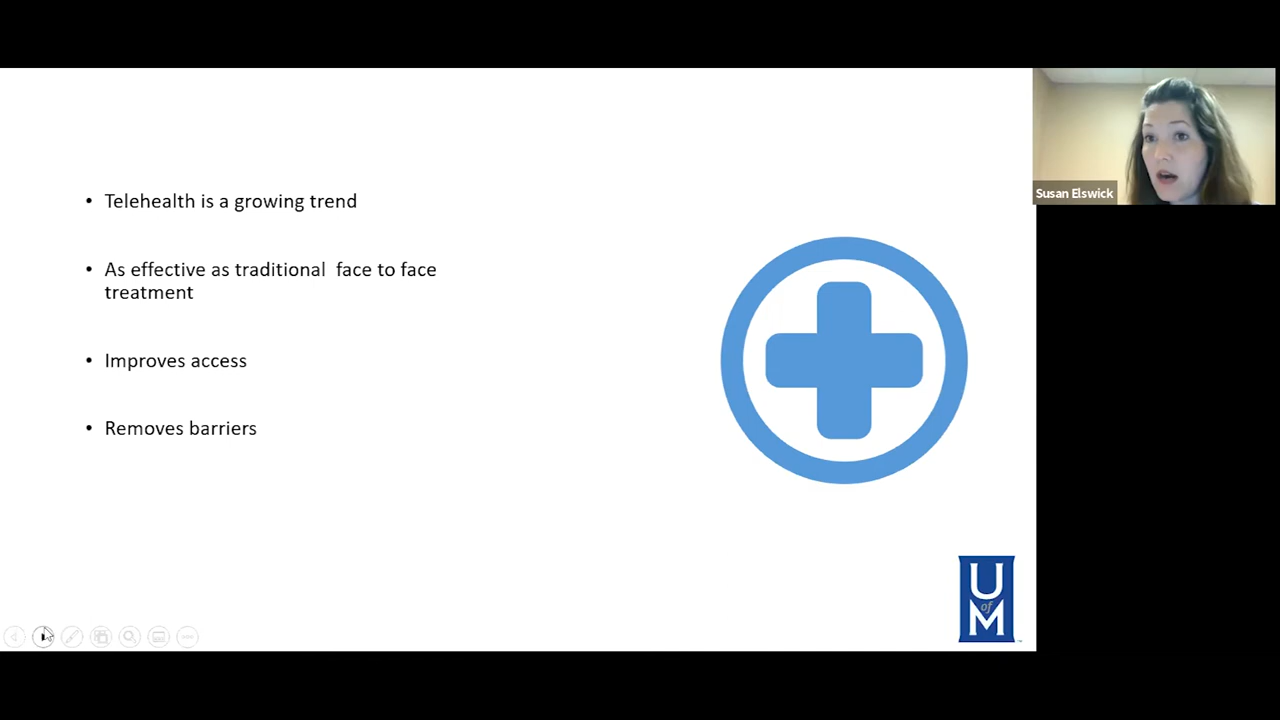 • Telehealth is a growing trend
• As effective as traditional  face to face
treatment
• Improves access
• Removes barriers
Susan Elswick
U
of
M